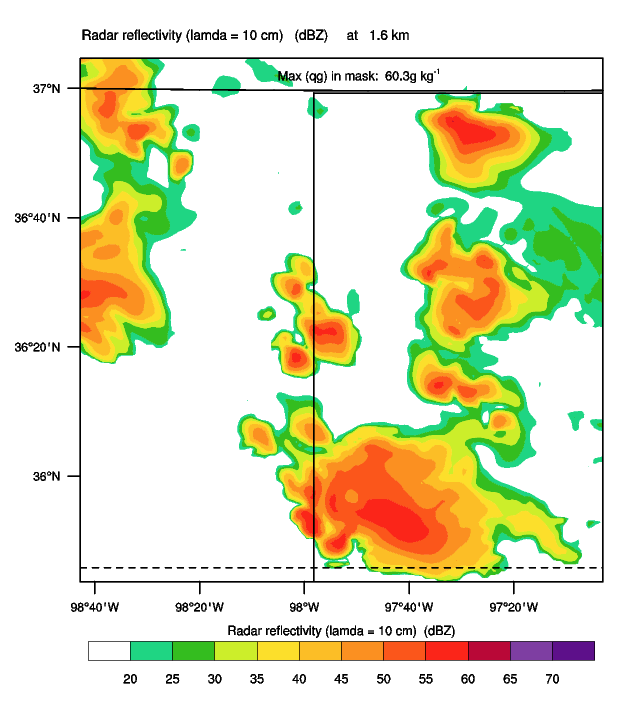 Radar reflectivity (lamda = 10 cm) (dBZ) at 1.6 km
Max (qg) in mask: 60.3g kg⁻¹
37°N
36°40'N
36°20'N
36°N
98°40'W 98°20'W 98°W 97°40'W 97°20'W
Radar reflectivity (lamda = 10 cm) (dBZ)
20 25 30 35 40 45 50 55 60 65 70